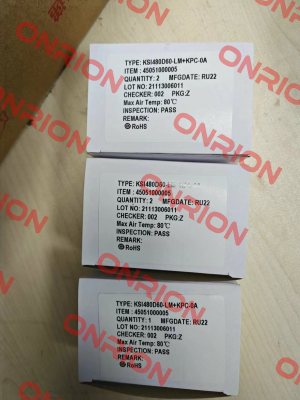 TYPE: KSI480D60-LM+KPC-0A
ITEM : 45051000005
QUANTITY: 2 MFGDATE: RU22
LOT NO: 21113006011
CHECKER: 002 PKG:Z
Max Air Temp: 80℃
INSPECTION: PASS
REMARK:
RoHS
TYPE: KSI480D60-
ITEM : 45051000005
QUANTITY: 2 MFGDATE: RU22
LOT NO: 21113006011
CHECKER: 002 PKG:Z
Max Air Temp: 80℃
INSPECTION: PASS
REMARK:
RoHS
TYPE: KSI480D60-LM+KPC-0A
ITEM : 45051000005
QUANTITY: 1 MFGDATE: RU22
LOT NO: 21113006011
CHECKER: 002 PKG:Z
Max Air Temp: 80℃
INSPECTION: PASS
REMARK:
RoHS
ONRION
ONRION
ONRION
ONRION